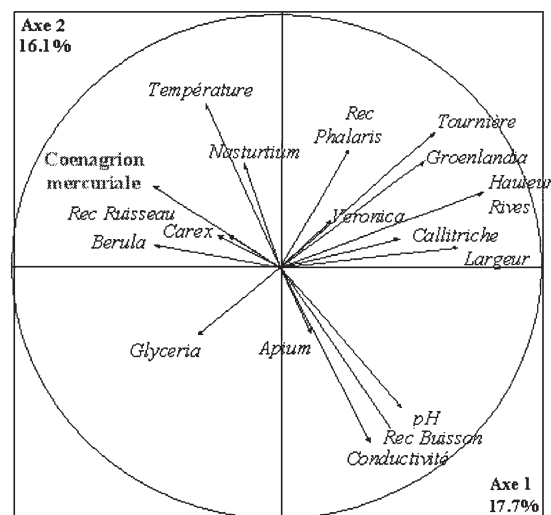 Axe 2
16.1%
Température
Rec
Phalaris
Tournière
Nasturtium
Groenlandia
Coenagrion
mercuriale
Hauteur
Rives
Rec Ruisseau
Veronica
Carex
Berula
Callitriche
Largeur
Glyceria
Apium
pH
Rec Buisson
Conductivité
Axe 1
17.7%